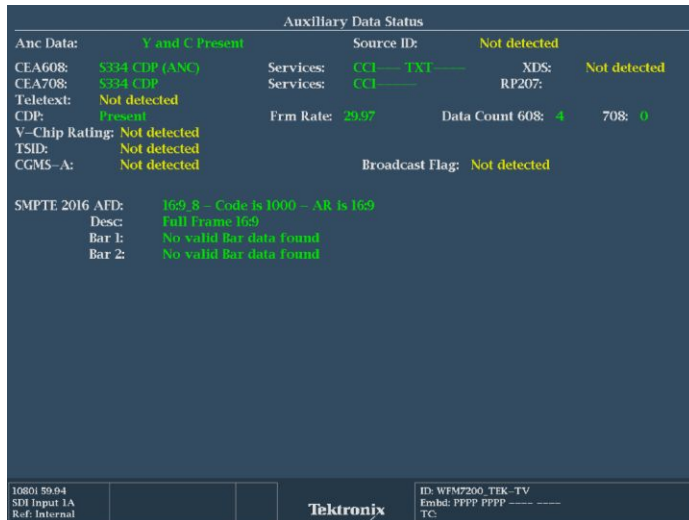 Auxiliary Data Status
Anc Data: Y and C Present Source ID: Not detected
CEA608: S334 CDP (ANC) Services: CC1---- TXT------ XDS: Not detected
CEA708: S334 CDP Services: CC1------ RP207:
Teletext: Not detected
CDP: Present Frm Rate: 29.97 Data Count 608: 4 708: 0
V-Chip Rating: Not detected
TSID: Not detected
CGMS-A: Not detected Broadcast Flag: Not detected
SMPTE 2016 AFD: 16:9_8 - Code is 1000 - AR is 16:9
Desc: Full Frame 16:9
Bar 1: No valid Bar data found
Bar 2: No valid Bar data found
1080i 59.94
SDI Input 1A
Ref: Internal
Tektronix
ID: WFM7200_TEK-TV
Embd: PPPP PPPP ---- ----
TC: